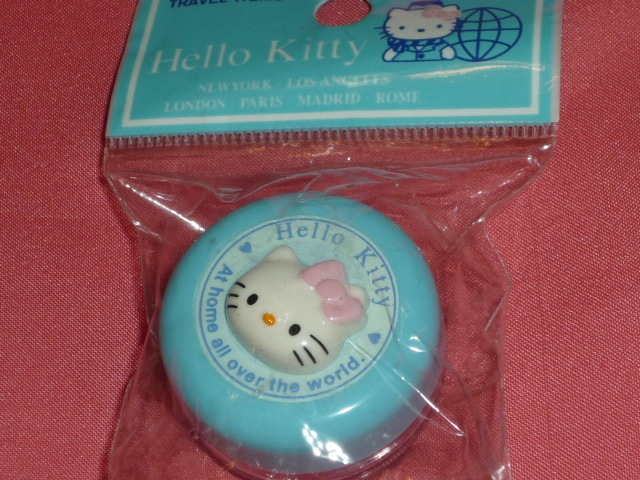 TRAVEL
Hello Kitty
NEWYORK · LOS ANGELES
LONDON · PARIS · MADRID · ROME
Hello Kitty
At home all over the world.